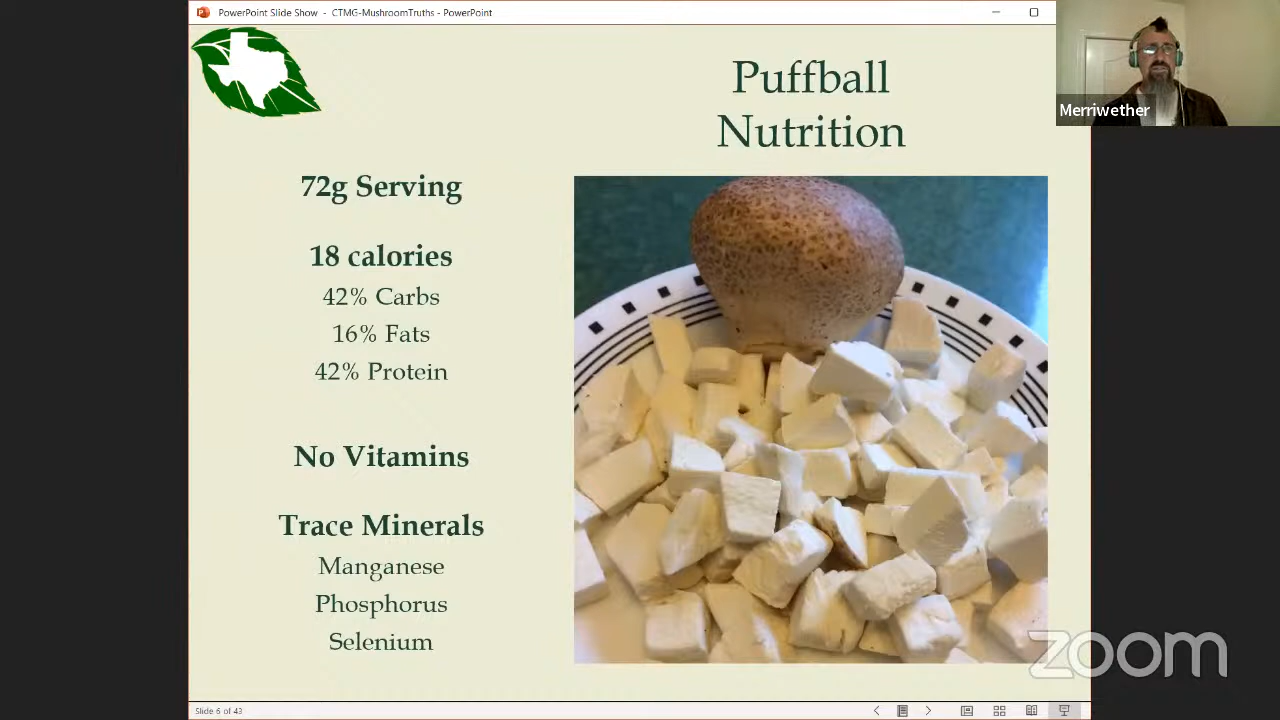 PowerPoint Slide Show - CTMG-MushroomTruths - PowerPoint
Puffball
Nutrition
72g Serving
18 calories
42% Carbs
16% Fats
42% Protein
No Vitamins
Trace Minerals
Manganese
Phosphorus
Selenium
Merriwether
zoom
Slide 6 of 43